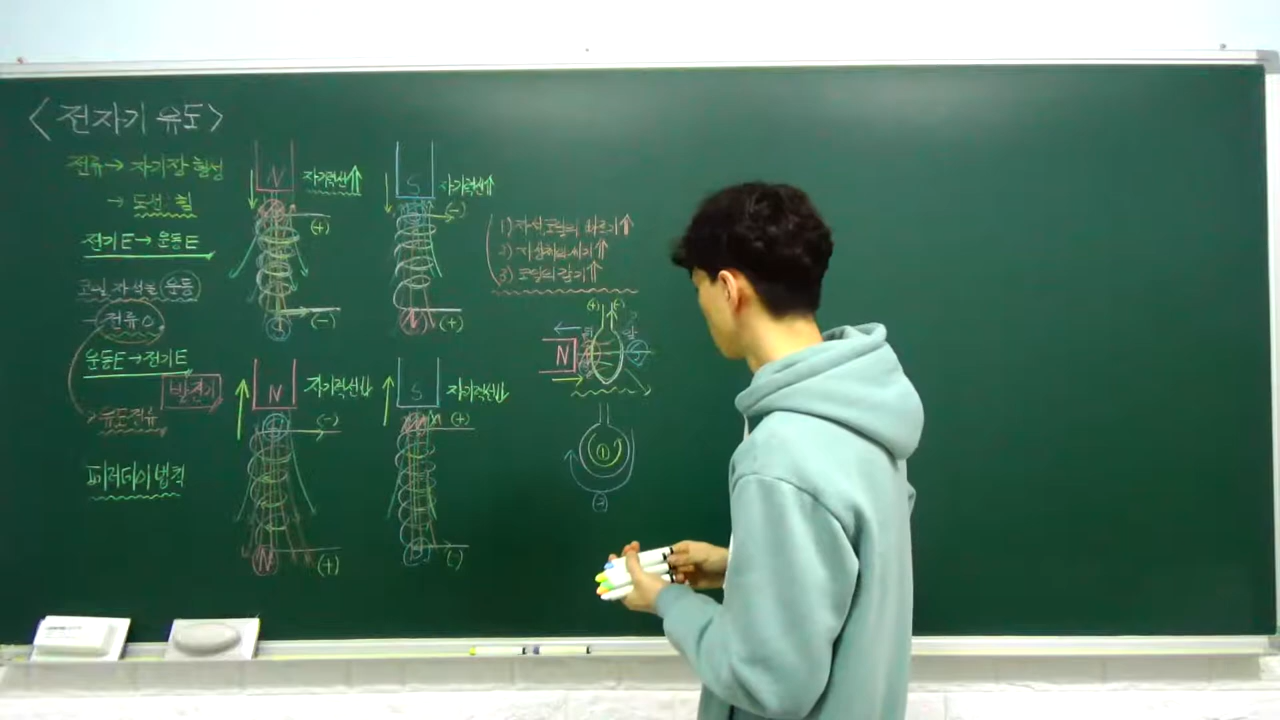 <전자기 유도>
전류→ 자기장 형성
→ 도선: 힘
전기E → 운동E
코일, 자석의 운동
→ 전류 O
운동E → 전기E
발전기
유도전류
패러데이 법칙
N
자기력선↑
(+)
(-)
S
자기력선↑
(-)
N
(+)
N
자기력선
(-)
N
(+)
S
자기력선
N
(+)
(-)
1) 자석, 코일의 빠르기↑
2) 자석의 세기↑
3) 코일의 감기↑
(+) (-)
N
①
②